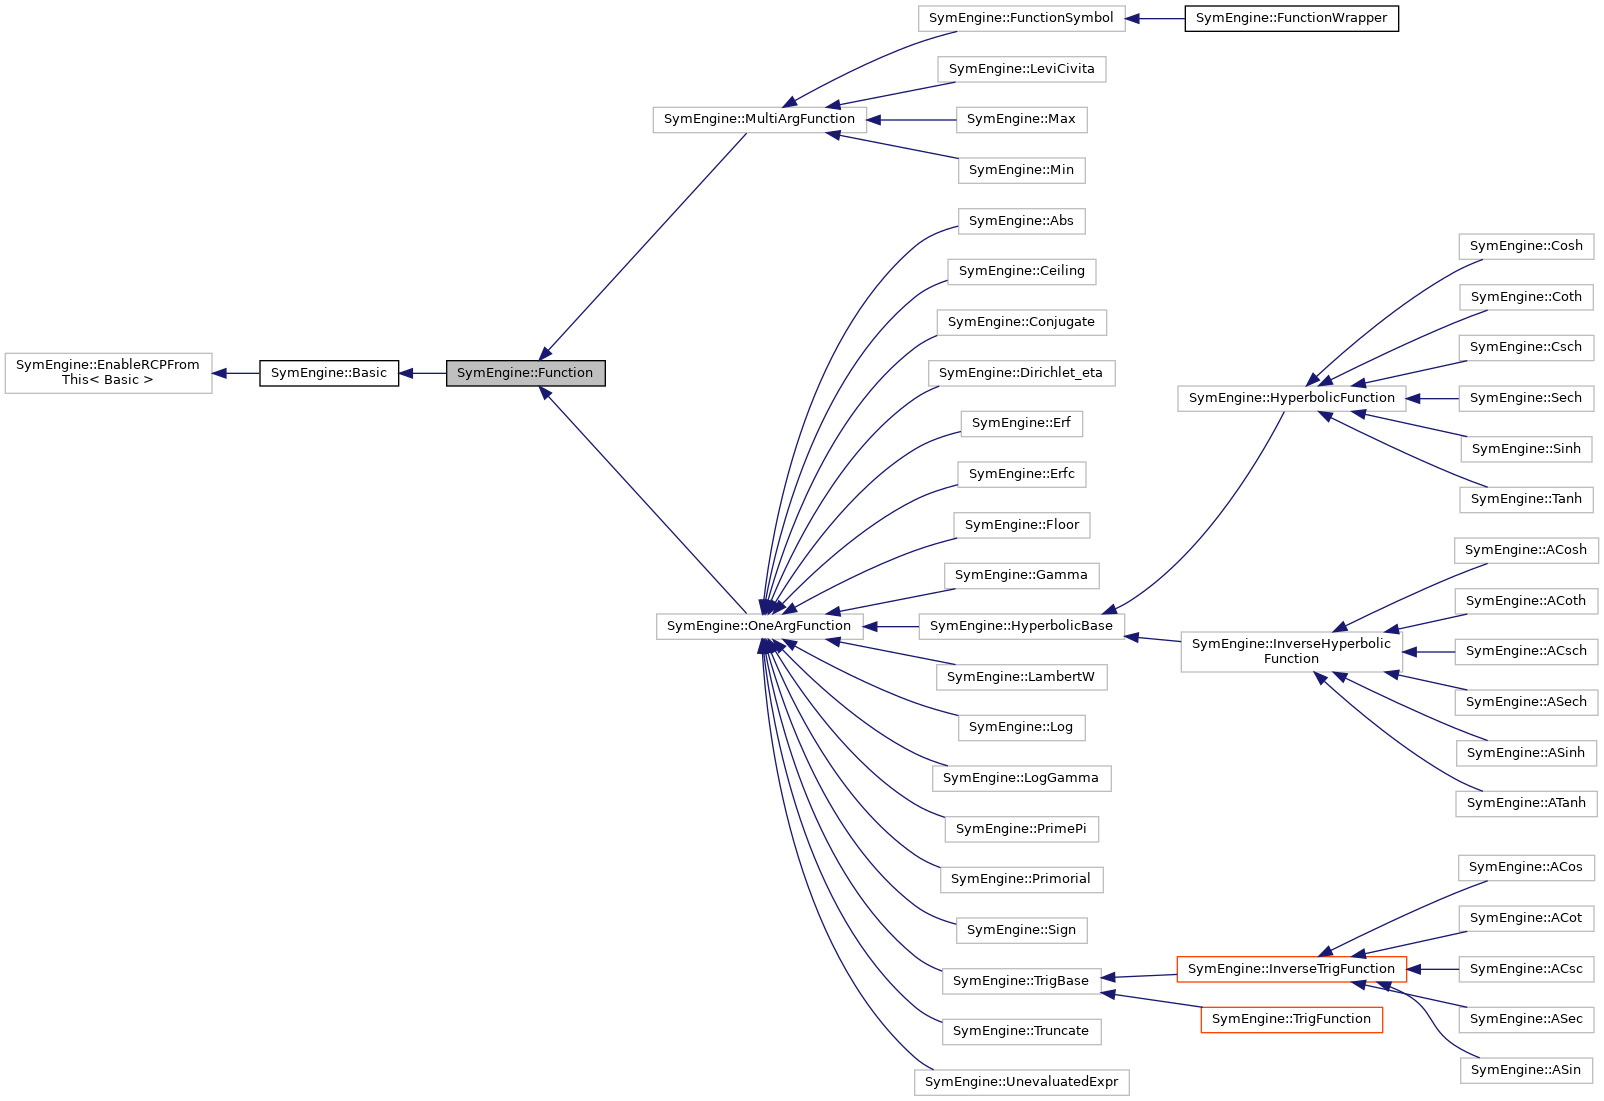 SymEngine::EnableRCPFrom
This< Basic >
SymEngine::Basic
SymEngine::Function
SymEngine::MultiArgFunction
SymEngine::FunctionSymbol
SymEngine::FunctionWrapper
SymEngine::LeviCivita
SymEngine::Max
SymEngine::Min
SymEngine::OneArgFunction
SymEngine::Abs
SymEngine::Ceiling
SymEngine::Conjugate
SymEngine::Dirichlet_eta
SymEngine::Erf
SymEngine::Erfc
SymEngine::Floor
SymEngine::Gamma
SymEngine::HyperbolicBase
SymEngine::HyperbolicFunction
SymEngine::Cosh
SymEngine::Coth
SymEngine::Csch
SymEngine::Sech
SymEngine::Sinh
SymEngine::Tanh
SymEngine::InverseHyperbolic
Function
SymEngine::ACosh
SymEngine::ACoth
SymEngine::ACsch
SymEngine::ASech
SymEngine::ASinh
SymEngine::ATanh
SymEngine::LambertW
SymEngine::Log
SymEngine::LogGamma
SymEngine::PrimePi
SymEngine::Primorial
SymEngine::Sign
SymEngine::TrigBase
SymEngine::InverseTrigFunction
SymEngine::ACos
SymEngine::ACot
SymEngine::ACsc
SymEngine::ASec
SymEngine::ASin
SymEngine::TrigFunction
SymEngine::Truncate
SymEngine::UnevaluatedExpr